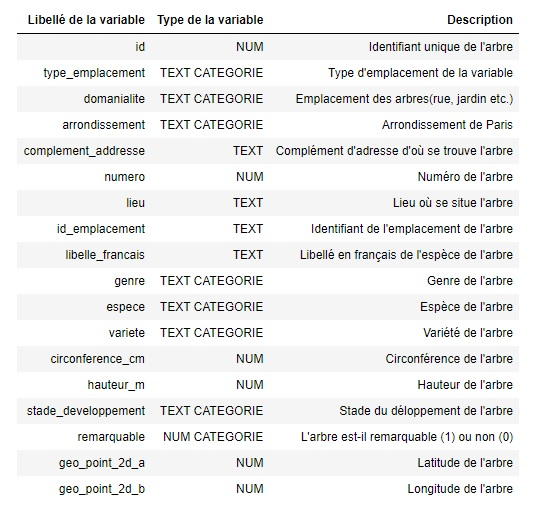 Libellé de la variable Type de la variable Description
id NUM Identifiant unique de l'arbre
type_emplacement TEXT CATEGORIE Type d'emplacement de la variable
domanialite TEXT CATEGORIE Emplacement des arbres(rue, jardin etc.)
arrondissement TEXT CATEGORIE Arrondissement de Paris
complement_addresse TEXT Complément d'adresse d'où se trouve l'arbre
numero NUM Numéro de l'arbre
lieu TEXT Lieu où se situe l'arbre
id_emplacement TEXT Identifiant de l'emplacement de l'arbre
libelle_francais TEXT Libellé en français de l'espèce de l'arbre
genre TEXT CATEGORIE Genre de l'arbre
espece TEXT CATEGORIE Espèce de l'arbre
variete TEXT CATEGORIE Variété de l'arbre
circonference_cm NUM Circonférence de l'arbre
hauteur_m NUM Hauteur de l'arbre
stade_developpement TEXT CATEGORIE Stade du déloppement de l'arbre
remarquable NUM CATEGORIE L'arbre est-il remarquable (1) ou non (0)
geo_point_2d_a NUM Latitude de l'arbre
geo_point_2d_b NUM Longitude de l'arbre